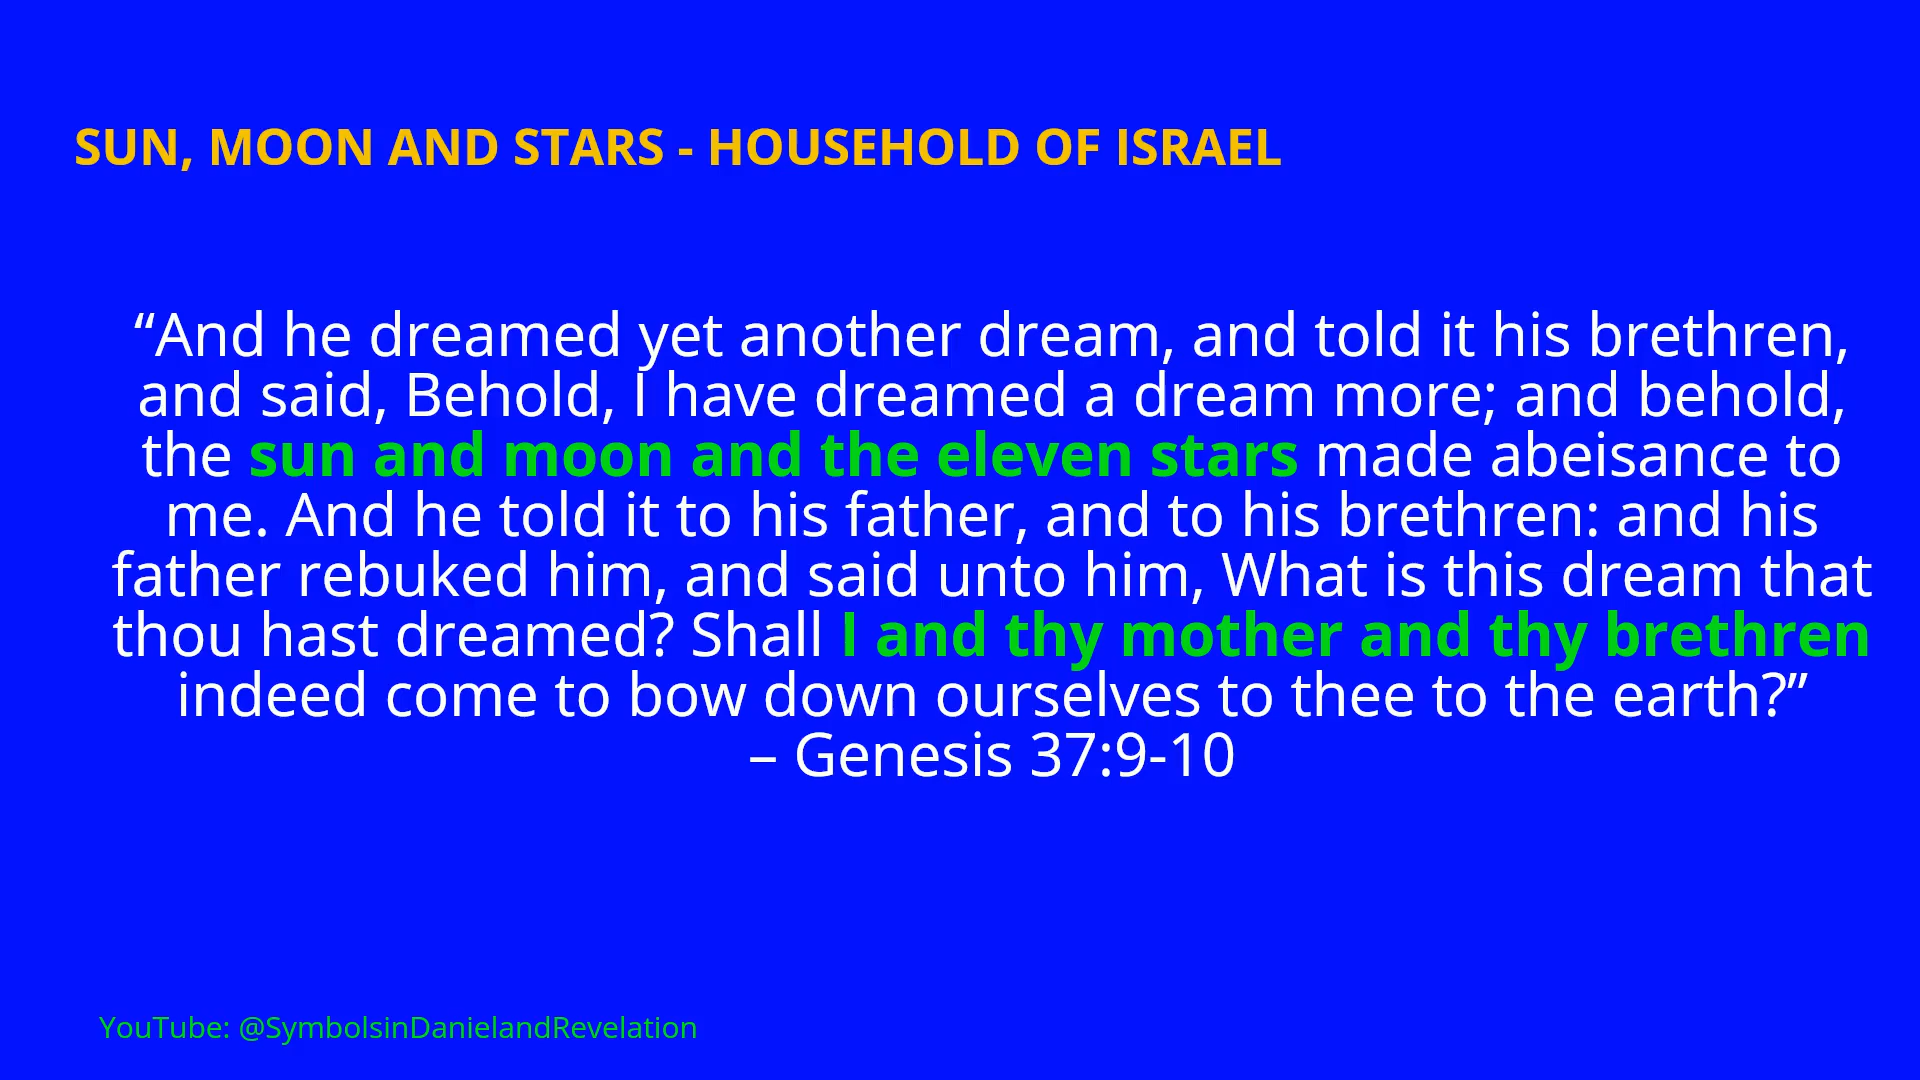 SUN, MOON AND STARS - HOUSEHOLD OF ISRAEL
“And he dreamed yet another dream, and told it his brethren,
and said, Behold, I have dreamed a dream more; and behold,
the sun and moon and the eleven stars made abeisance to
me. And he told it to his father, and to his brethren: and his
father rebuked him, and said unto him, What is this dream that
thou hast dreamed? Shall I and thy mother and thy brethren
indeed come to bow down ourselves to thee to the earth?”
– Genesis 37:9-10
YouTube: @SymbolsinDanielandRevelation